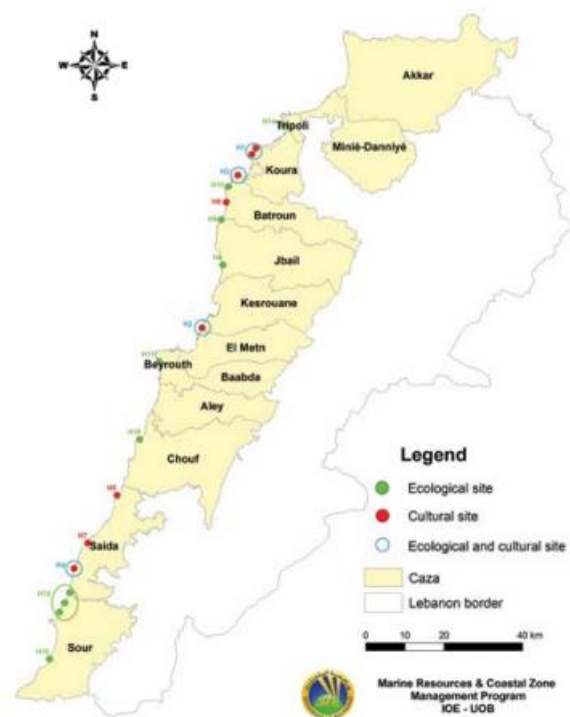 N
W
E
S
Akkar
Tripoli
Minié-Danniyé
Koura
Batroun
Jbail
Kesrouane
El Metn
Beyrouth
Baabda
Aley
Chouf
Saida
Sour
Legend
Ecological site
Cultural site
Ecological and cultural site
Caza
Lebanon border
0 10 20 40 km
Marine Resources & Coastal Zone
Management Program
IOE - UOB